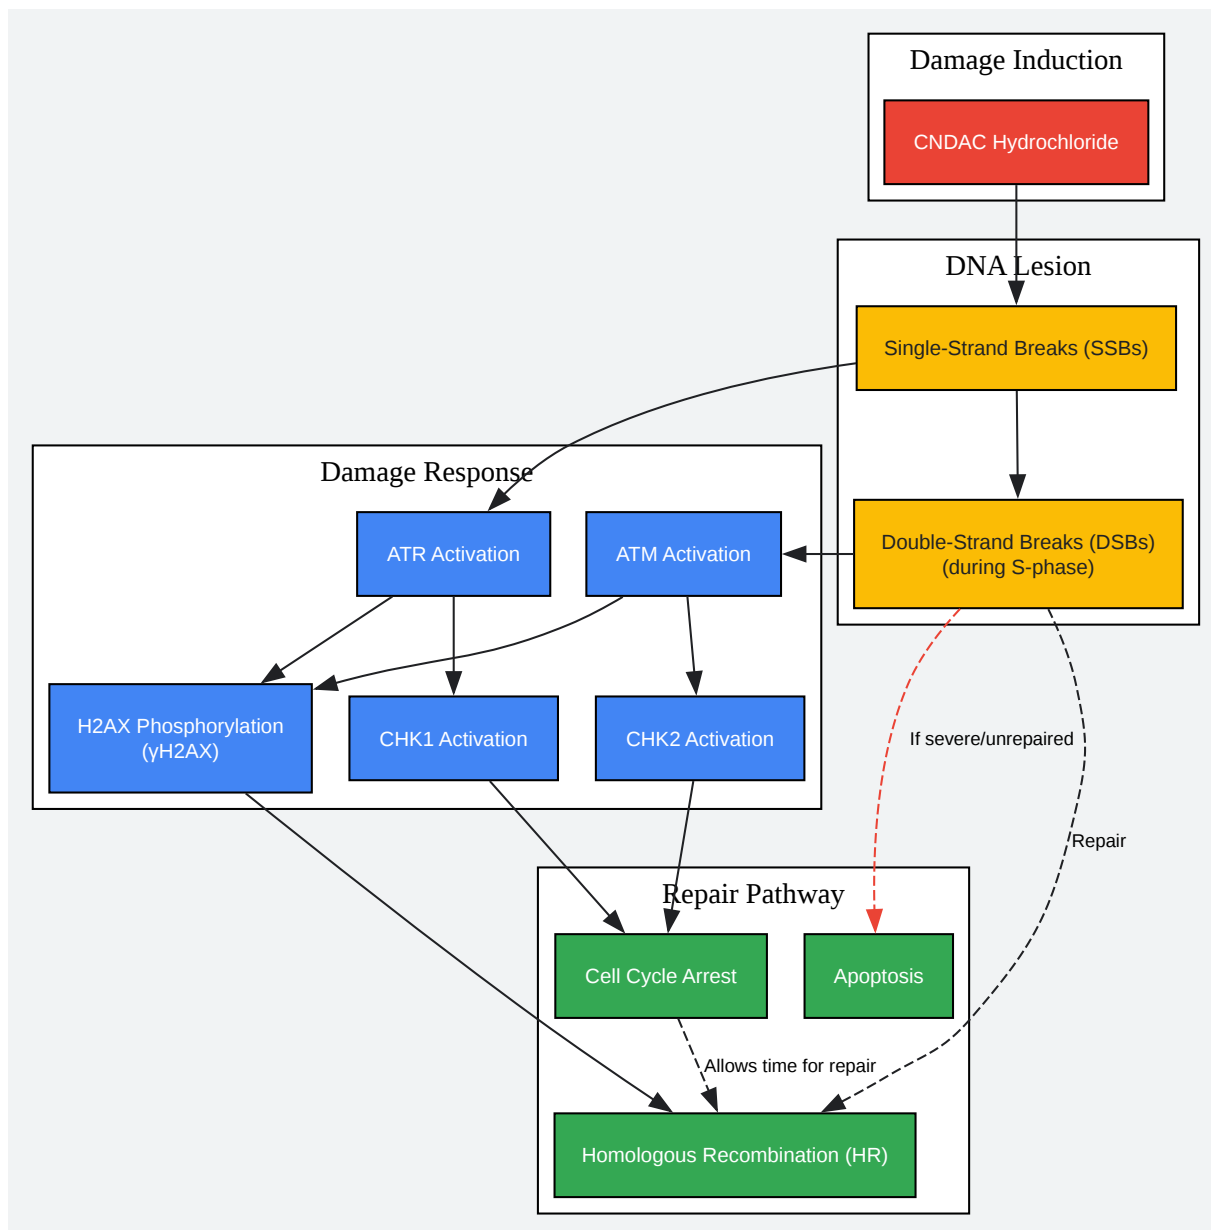 Damage Induction
CNDAC Hydrochloride
DNA Lesion
Single-Strand Breaks (SSBs)
Damage Response
ATR Activation
ATM Activation
Double-Strand Breaks (DSBs)
(during S-phase)
H2AX Phosphorylation
(γH2AX)
CHK1 Activation
CHK2 Activation
If severe/unrepaired
Repair
Repair Pathway
Cell Cycle Arrest
Apoptosis
Allows time for repair
Homologous Recombination (HR)